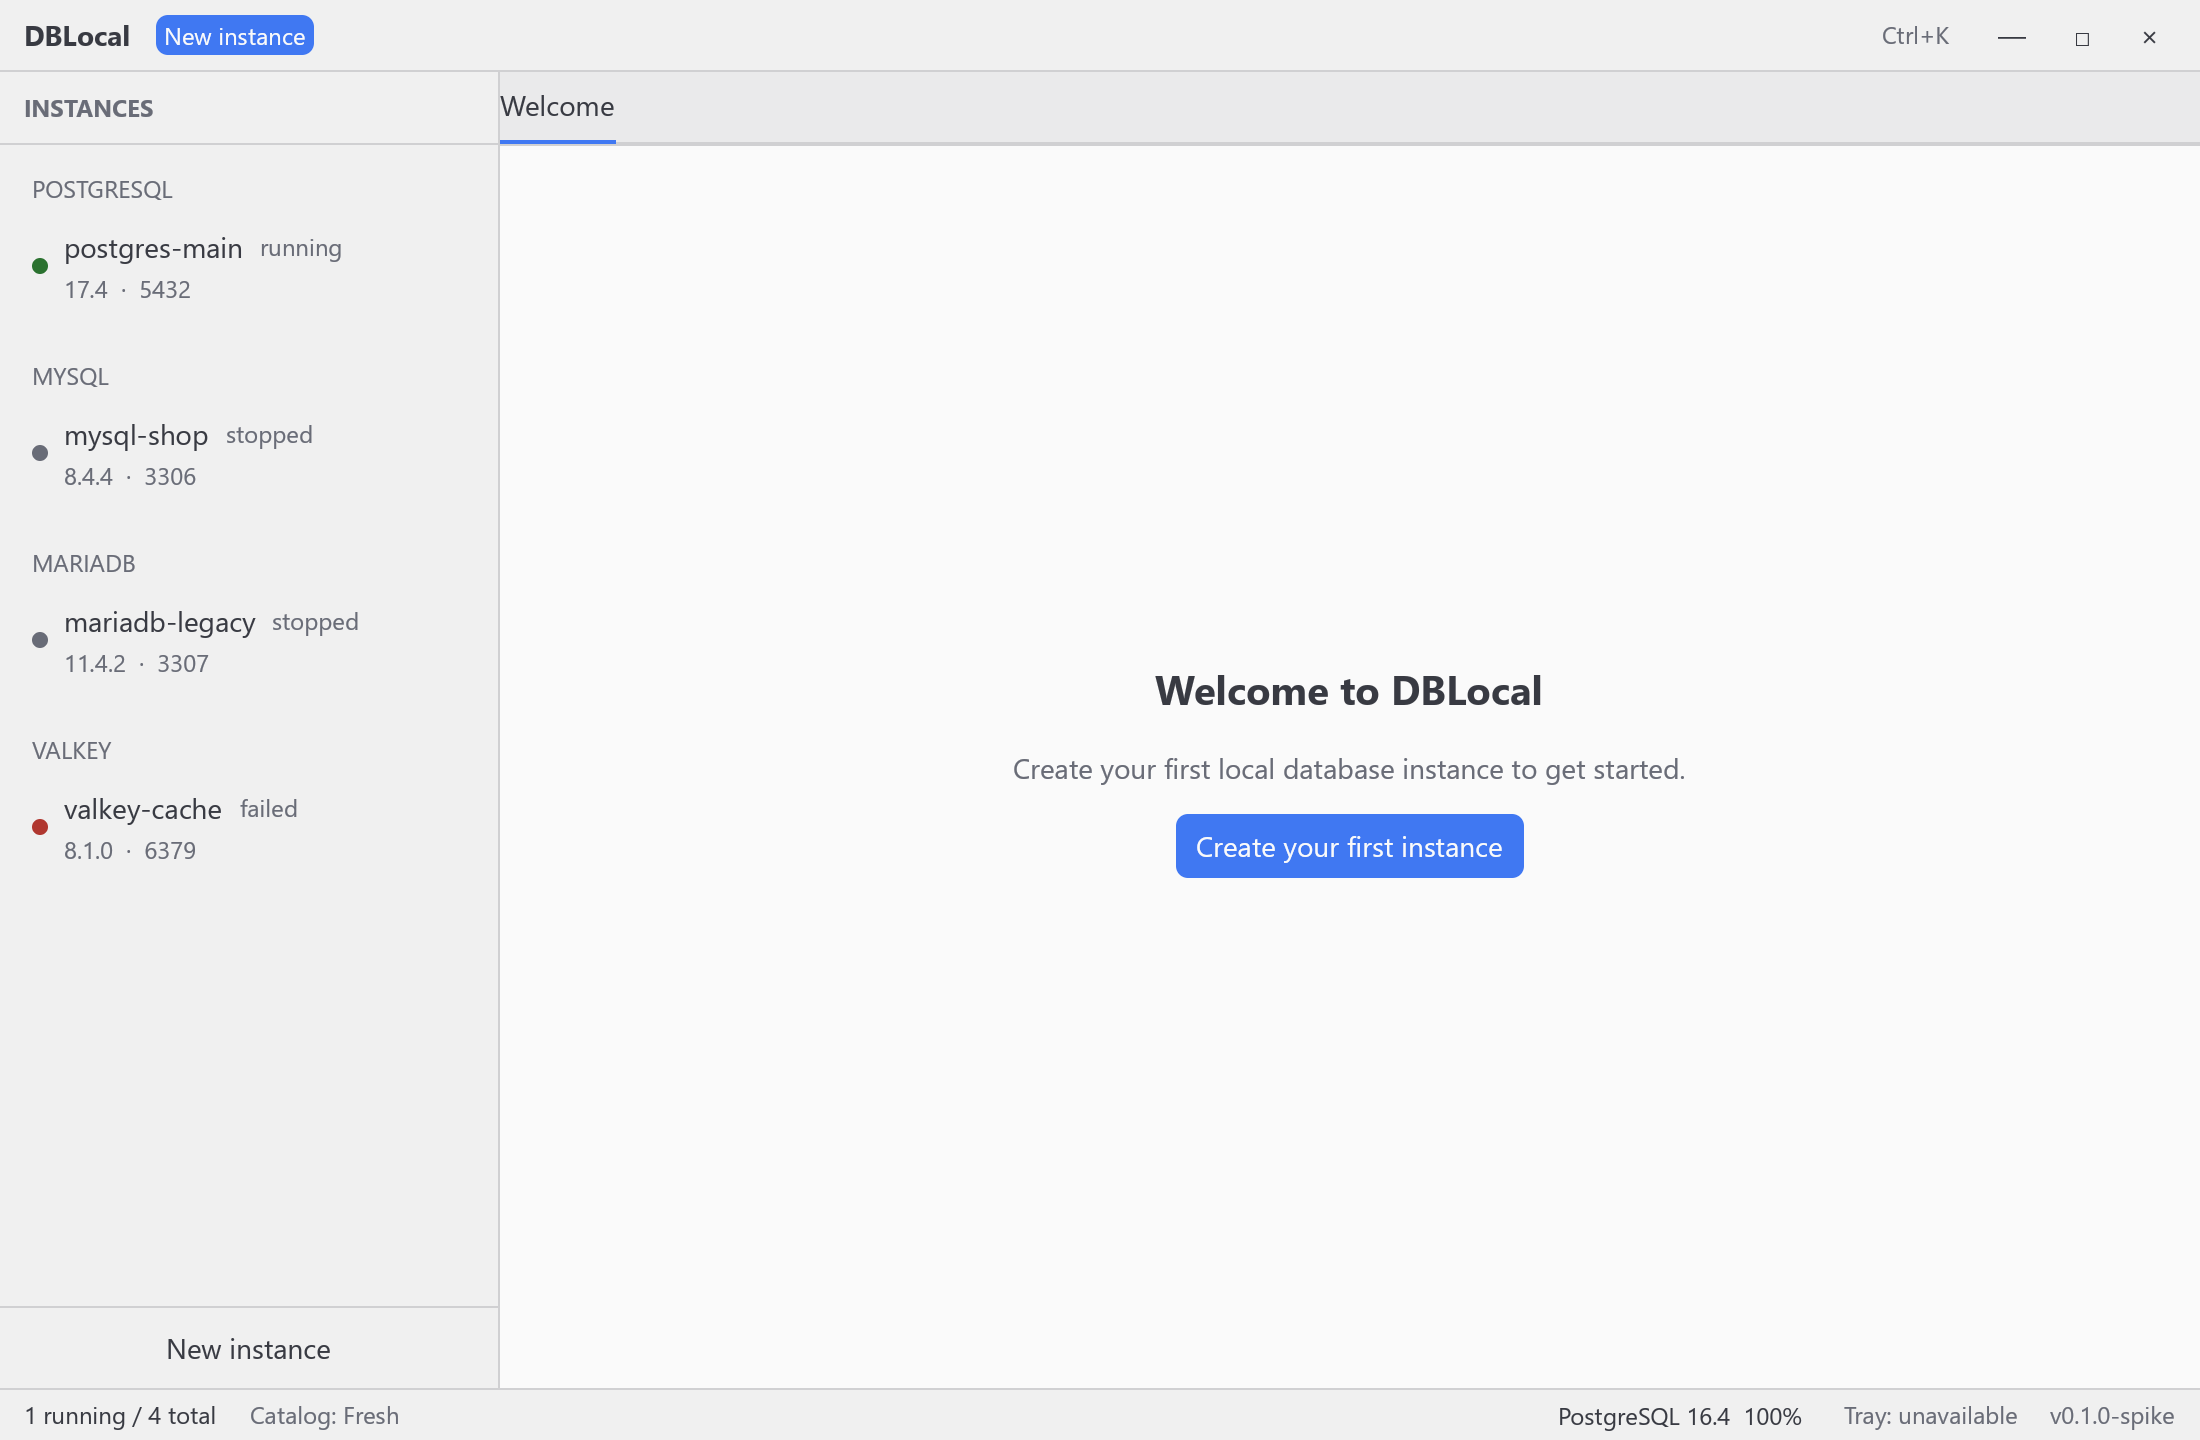 DBLocal New instance Ctrl+K
INSTANCES
Welcome
POSTGRESQL
postgres-main running
17.4 · 5432
MYSQL
mysql-shop stopped
8.4.4 · 3306
MARIADB
mariadb-legacy stopped
11.4.2 · 3307
VALKEY
valkey-cache failed
8.1.0 · 6379
Welcome to DBLocal
Create your first local database instance to get started.
Create your first instance
New instance
1 running / 4 total Catalog: Fresh PostgreSQL 16.4 100% Tray: unavailable v0.1.0-spike